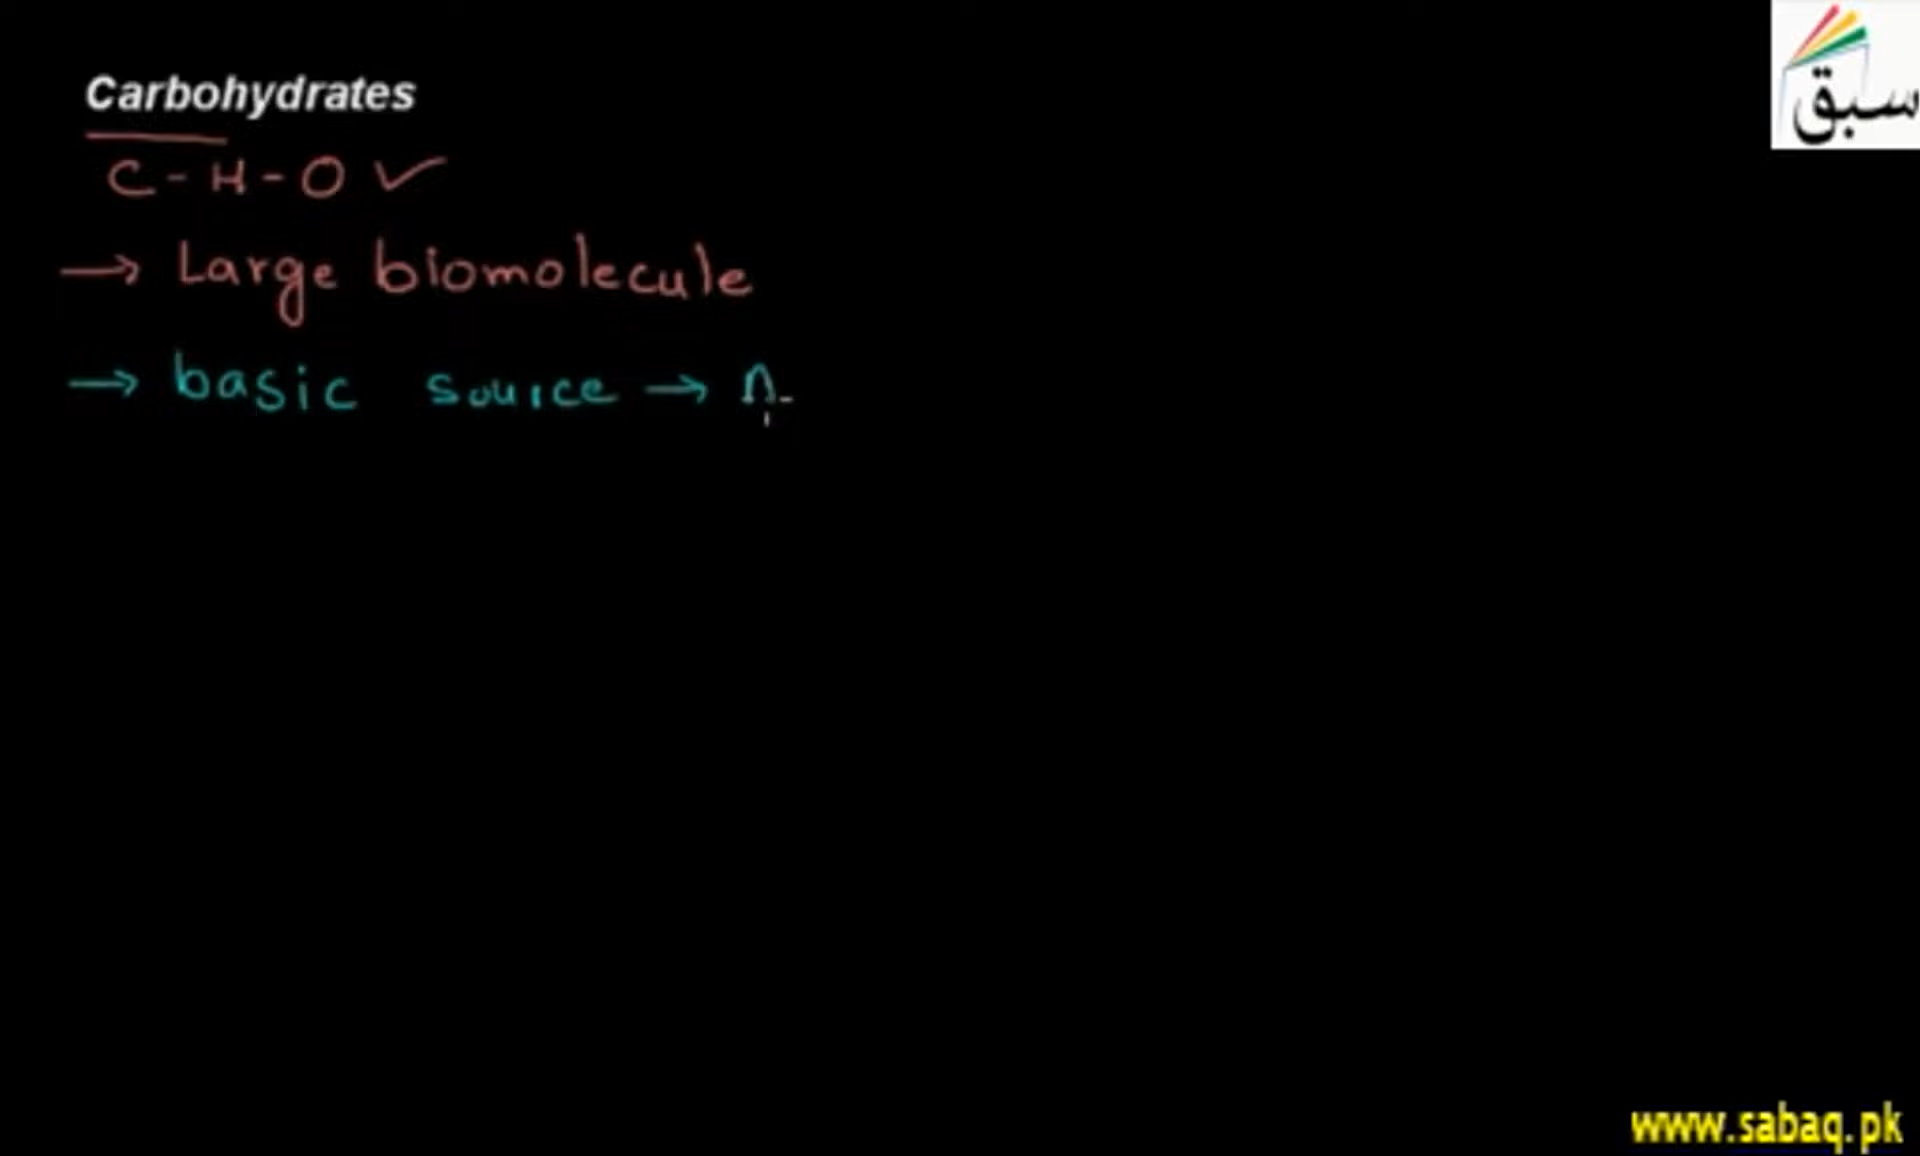 Carbohydrates
سبق
C-H-O ✓
→ Large biomolecule
→ basic source →
www.sabaq.pk